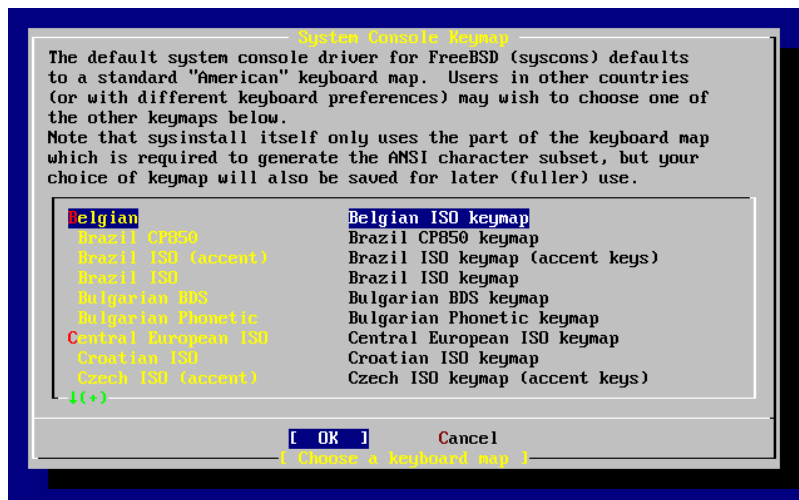 System Console Keymap
The default system console driver for FreeBSD (syscons) defaults
to a standard "American" keyboard map.  Users in other countries
(or with different keyboard preferences) may wish to choose one of
the other keymaps below.
Note that sysinstall itself only uses the part of the keyboard map
which is required to generate the ANSI character subset, but your
choice of keymap will also be saved for later (fuller) use.
Belgian Belgian ISO keymap
Brazil CP850 Brazil CP850 keymap
Brazil ISO (accent) Brazil ISO keymap (accent keys)
Brazil ISO Brazil ISO keymap
Bulgarian BDS Bulgarian BDS keymap
Bulgarian Phonetic Bulgarian Phonetic keymap
Central European ISO Central European ISO keymap
Croatian ISO Croatian ISO keymap
Czech ISO (accent) Czech ISO keymap (accent keys)
↓(+)
[ OK ] Cancel
[ Choose a keyboard map ]